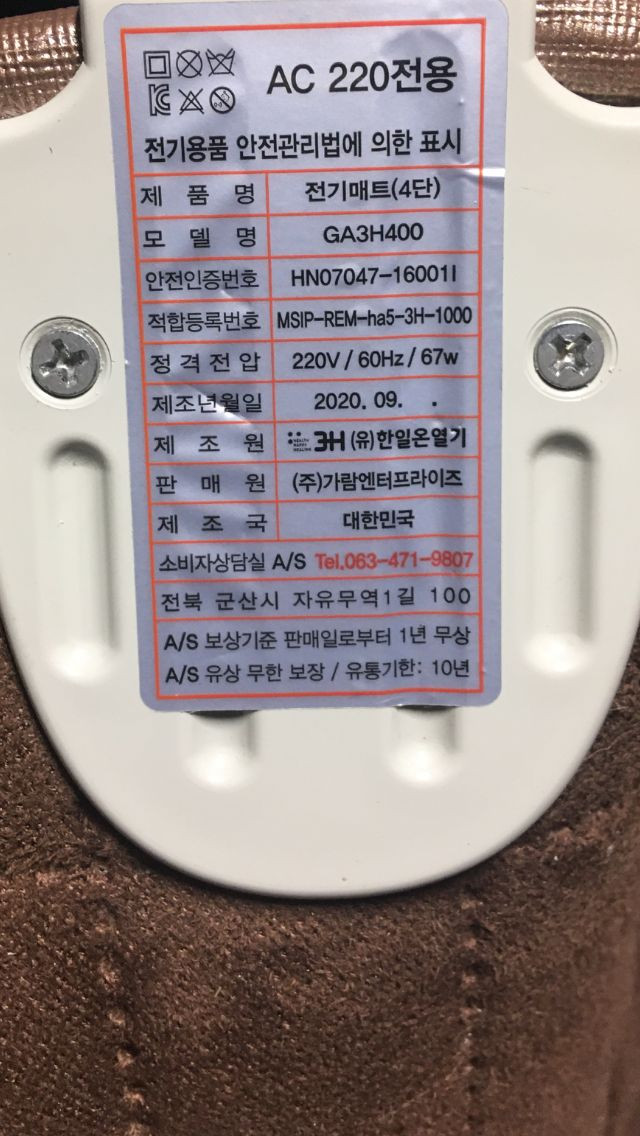 AC 220전용
전기용품 안전관리법에 의한 표시
제 품 명 전기매트(4단)
모 델 명 GA3H400
안전인증번호 HN07047-16001I
적합등록번호 MSIP-REM-ha5-3H-1000
정격전압 220V / 60Hz / 67w
제조년월일 2020. 09. .
제 조 원 3H (유)한일온열기
판 매 원 (주)가람엔터프라이즈
제 조 국 대한민국
소비자상담실 A/S Tel.063-471-9807
전북 군산시 자유무역1길 100
A/S 보상기준 판매일로부터 1년 무상
A/S 유상 무한 보장 / 유통기한: 10년